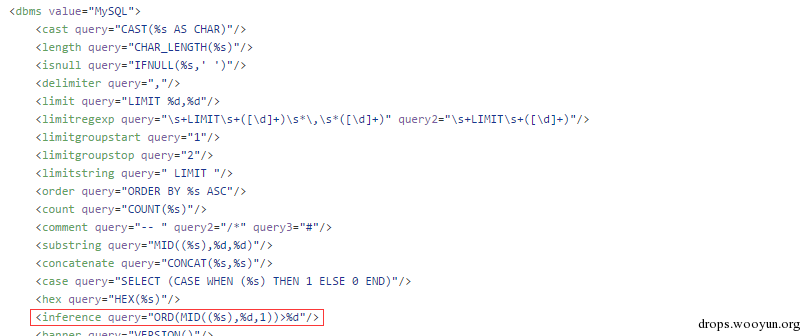 <dbms value="MySQL">
<cast query="CAST(%s AS CHAR)"/>
<length query="CHAR_LENGTH(%s)"/>
<isnull query="IFNULL(%s,' ')"/>
<delimiter query=","/>
<limit query="LIMIT %d,%d"/>
<limitregexp query="\s+LIMIT\s+([\d]+)\s*\,\s*([\d]+)" query2="\s+LIMIT\s+([\d]+)"/>
<limitgroupstart query="1"/>
<limitgroupstop query="2"/>
<limitstring query=" LIMIT "/>
<order query="ORDER BY %s ASC"/>
<count query="COUNT(%s)"/>
<comment query="-- " query2="/*" query3="#"/>
<substring query="MID((%s),%d,%d)"/>
<concatenate query="CONCAT(%s,%s)"/>
<case query="SELECT (CASE WHEN (%s) THEN 1 ELSE 0 END)"/>
<hex query="HEX(%s)"/>
<inference query="ORD(MID((%s),%d,1))>%d"/>
<banner query="VERSION()"/>
drops.wooyun.org